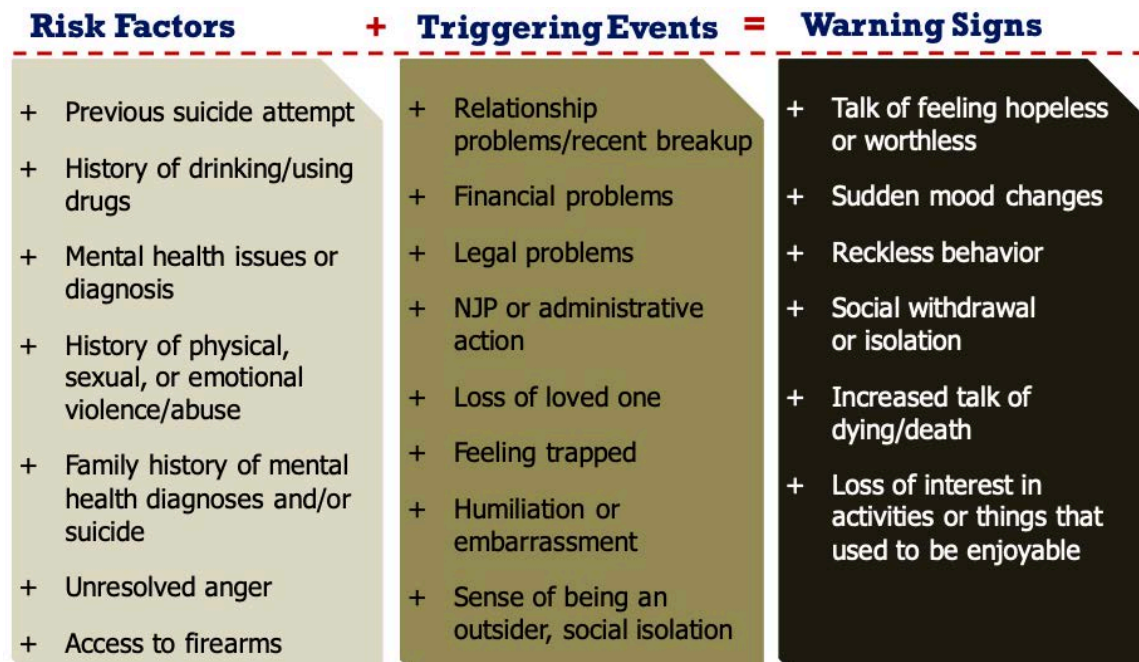 Risk Factors + Triggering Events = Warning Signs
+ Previous suicide attempt
+ History of drinking/using
drugs
+ Mental health issues or
diagnosis
+ History of physical,
sexual, or emotional
violence/abuse
+ Family history of mental
health diagnoses and/or
suicide
+ Unresolved anger
+ Access to firearms
+ Relationship
problems/recent breakup
+ Financial problems
+ Legal problems
+ NJP or administrative
action
+ Loss of loved one
+ Feeling trapped
+ Humiliation or
embarrassment
+ Sense of being an
outsider, social isolation
+ Talk of feeling hopeless
or worthless
+ Sudden mood changes
+ Reckless behavior
+ Social withdrawal
or isolation
+ Increased talk of
dying/death
+ Loss of interest in
activities or things that
used to be enjoyable